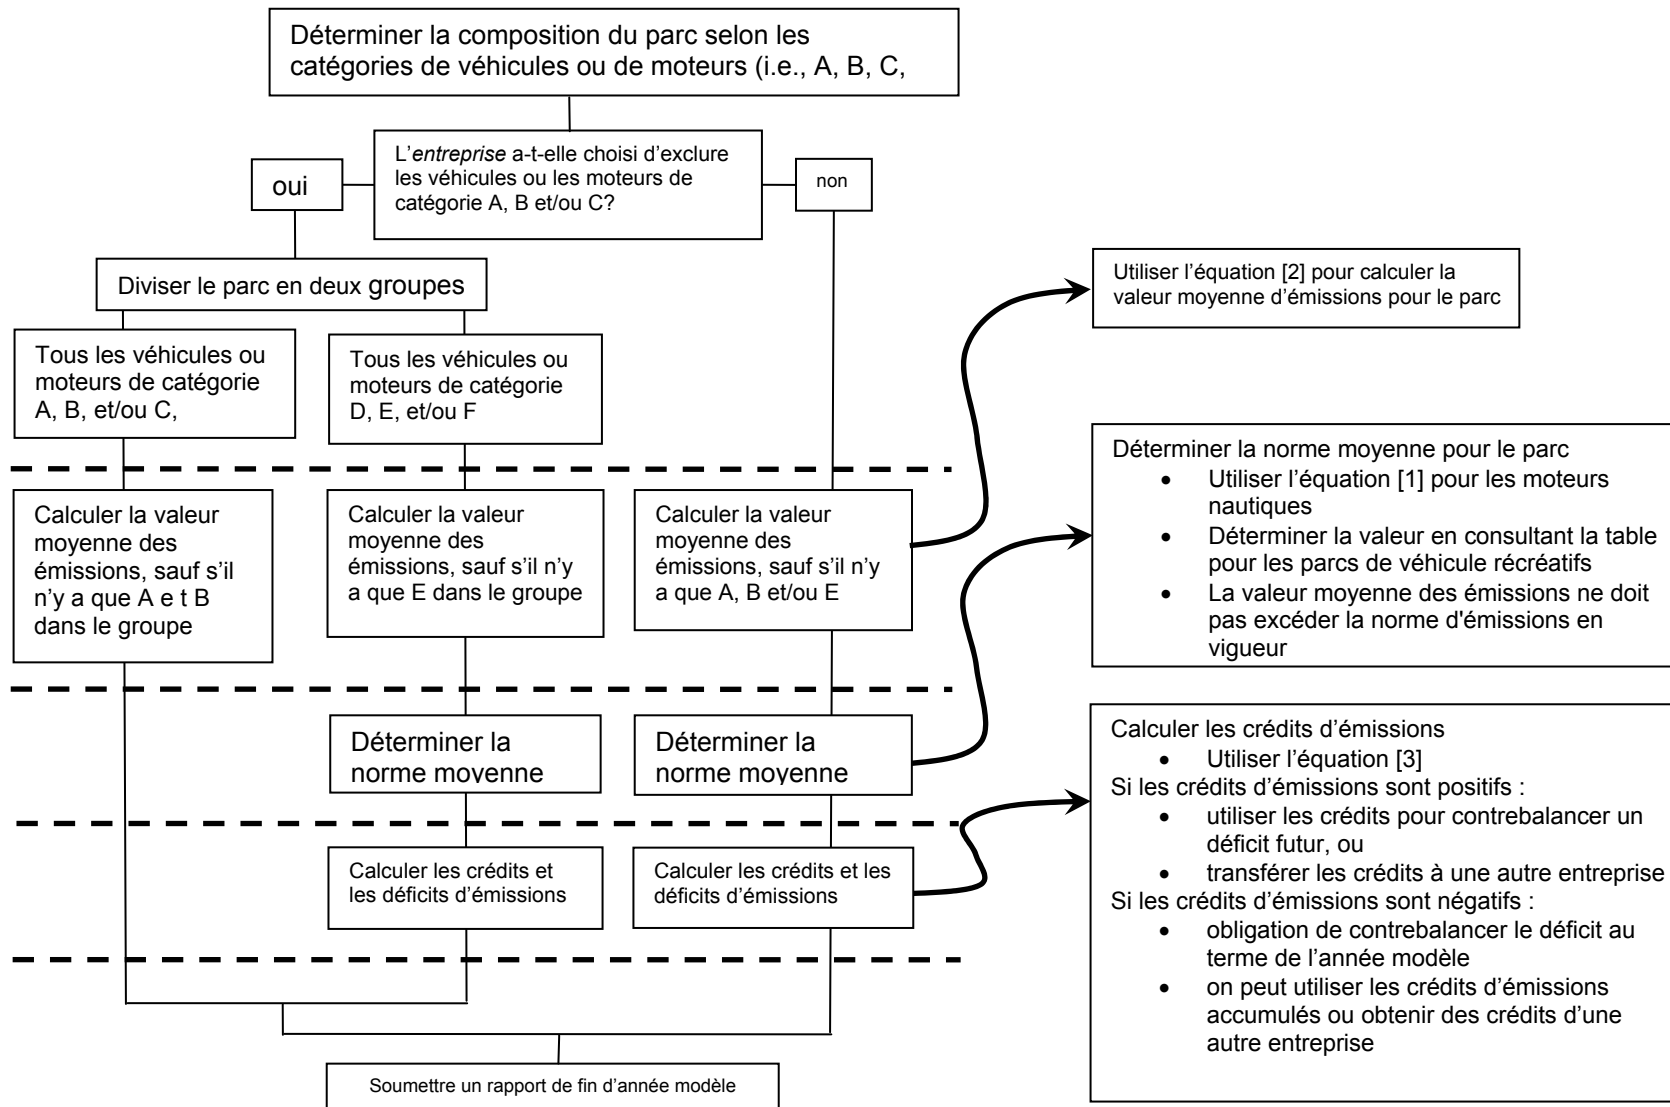 Déterminer la composition du parc selon les
catégories de véhicules ou de moteurs (i.e., A, B, C,
L'entreprise a-t-elle choisi d'exclure
les véhicules ou les moteurs de
catégorie A, B et/ou C?
oui
non
Diviser le parc en deux groupes
Tous les véhicules ou
moteurs de catégorie
A, B, et/ou C,
Tous les véhicules ou
moteurs de catégorie
D, E, et/ou F
Calculer la valeur
moyenne des
émissions, sauf s'il
n'y a que A e t B
dans le groupe
Calculer la valeur
moyenne des
émissions, sauf s'il n'y
a que E dans le groupe
Calculer la valeur
moyenne des
émissions, sauf s'il n'y
a que A, B et/ou E
Déterminer la
norme moyenne
Déterminer la
norme moyenne
Calculer les crédits et
les déficits d'émissions
Calculer les crédits et les
déficits d'émissions
Soumettre un rapport de fin d'année modèle
Utiliser l'équation [2] pour calculer la
valeur moyenne d'émissions pour le parc
Déterminer la norme moyenne pour le parc
• Utiliser l'équation [1] pour les moteurs
nautiques
• Déterminer la valeur en consultant la table
pour les parcs de véhicule récréatifs
• La valeur moyenne des émissions ne doit
pas excéder la norme d'émissions en
vigueur
Calculer les crédits d'émissions
• Utiliser l'équation [3]
Si les crédits d'émissions sont positifs :
• utiliser les crédits pour contrebalancer un
déficit futur, ou
• transférer les crédits à une autre entreprise
Si les crédits d'émissions sont négatifs :
• obligation de contrebalancer le déficit au
terme de l'année modèle
• on peut utiliser les crédits d'émissions
accumulés ou obtenir des crédits d'une
autre entreprise